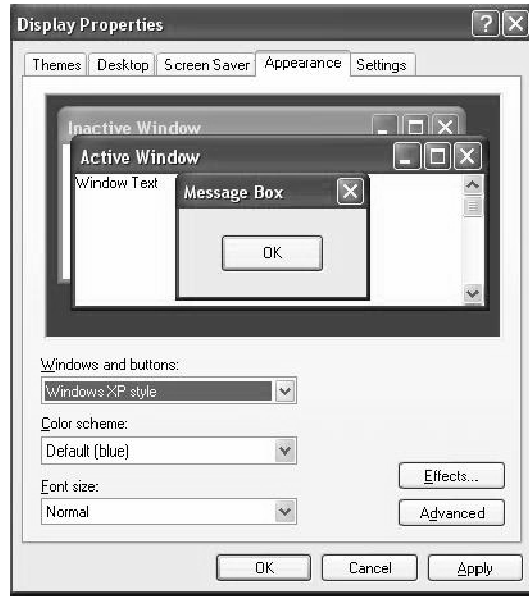 Display Properties
Themes Desktop Screen Saver Appearance Settings
Inactive Window
Active Window
Window Text
Message Box
OK
Windows and buttons:
Windows XP style
Color scheme:
Default (blue)
Effects...
Font size:
Normal
Advanced
OK Cancel Apply